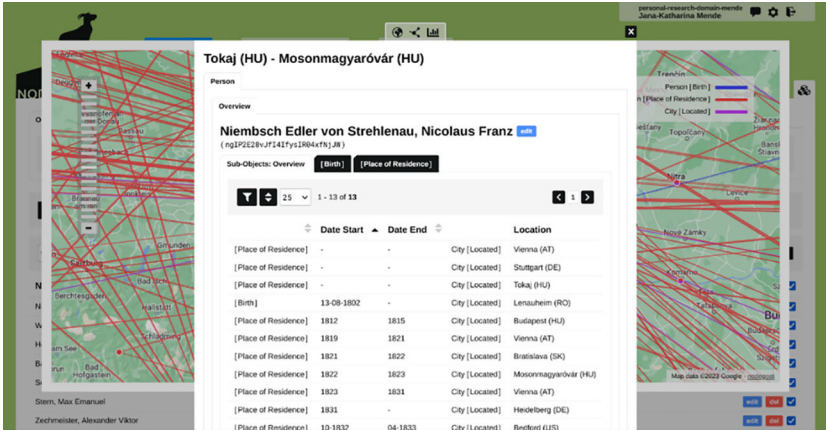 personal-research-domain-mende
Jana-Katharina Mende
NOD
Tokaj (HU) - Mosonmagyaróvár (HU)
Person
Overview
Niembsch Edler von Strehlenau, Nicolaus Franz edit
Sub-Objects: Overview [Birth] [Place of Residence]
25 1 - 13 of 13 1
Date Start Date End Location
[Place of Residence] - - City [Located] Vienna (AT)
[Place of Residence] - - City [Located] Stuttgart (DE)
[Place of Residence] - - City [Located] Tokaj (HU)
[Birth] 13-08-1802 - City [Located] Lenauheim (RO)
[Place of Residence] 1812 1815 City [Located] Budapest (HU)
[Place of Residence] 1819 1821 City [Located] Vienna (AT)
[Place of Residence] 1821 1822 City [Located] Bratislava (SK)
[Place of Residence] 1822 1823 City [Located] Mosonmagyaróvár (HU)
[Place of Residence] 1823 1831 City [Located] Vienna (AT)
[Place of Residence] 1831 - City [Located] Heidelberg (DE)
[Place of Residence] 10-1832 04-1833 City [Located] Bedford (US)
+
-
Passau
Gmunden
Salzburg
Berchtesgaden
Hallstatt
Schladming
am See
Bad
Hofgastein
Trenčín
Person [Birth]
[Place of Residence]
City [Located]
Topoľčany
Nitra
Levice
Nové Zámky
Komárno
Map data ©2023 Google
Stern, Max Emanuel edit del
Zechmeister, Alexander Viktor edit del